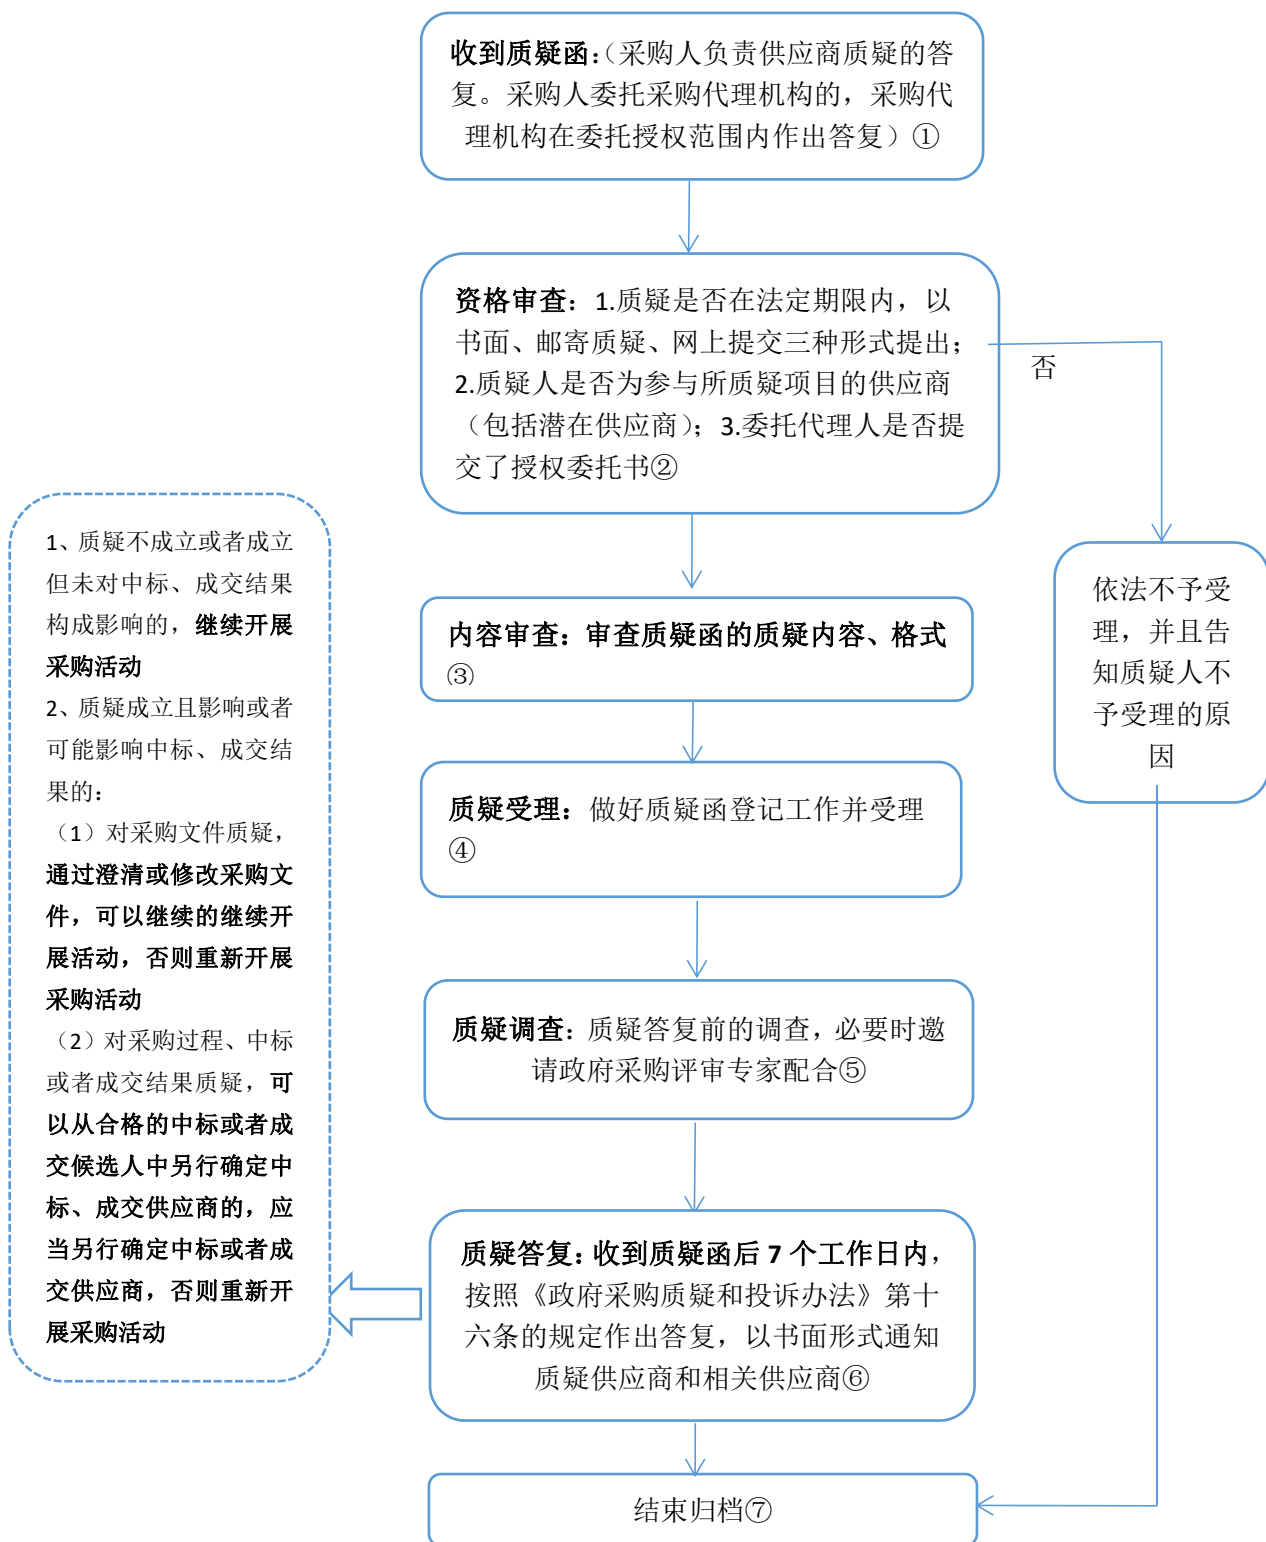 收到质疑函：（采购人负责供应商质疑的答
复。采购人委托采购代理机构的，采购代
理机构在委托授权范围内作出答复）①
资格审查：1.质疑是否在法定期限内，以
书面、邮寄质疑、网上提交三种形式提出；
2.质疑人是否为参与所质疑项目的供应商
（包括潜在供应商）；3.委托代理人是否提
交了授权委托书②
否
依法不予受
理，并且告
知质疑人不
予受理的原
因
内容审查：审查质疑函的质疑内容、格式
③
质疑受理：做好质疑函登记工作并受理
④
质疑调查：质疑答复前的调查，必要时邀
请政府采购评审专家配合⑤
质疑答复：收到质疑函后 7 个工作日内，
按照《政府采购质疑和投诉办法》第十
六条的规定作出答复，以书面形式通知
质疑供应商和相关供应商⑥
1、质疑不成立或者成立
但未对中标、成交结果
构成影响的，继续开展
采购活动
2、质疑成立且影响或者
可能影响中标、成交结
果的：
（1）对采购文件质疑，
通过澄清或修改采购文
件，可以继续的继续开
展活动，否则重新开展
采购活动
（2）对采购过程、中标
或者成交结果质疑，可
以从合格的中标或者成
交候选人中另行确定中
标、成交供应商的，应
当另行确定中标或者成
交供应商，否则重新开
展采购活动
结束归档⑦